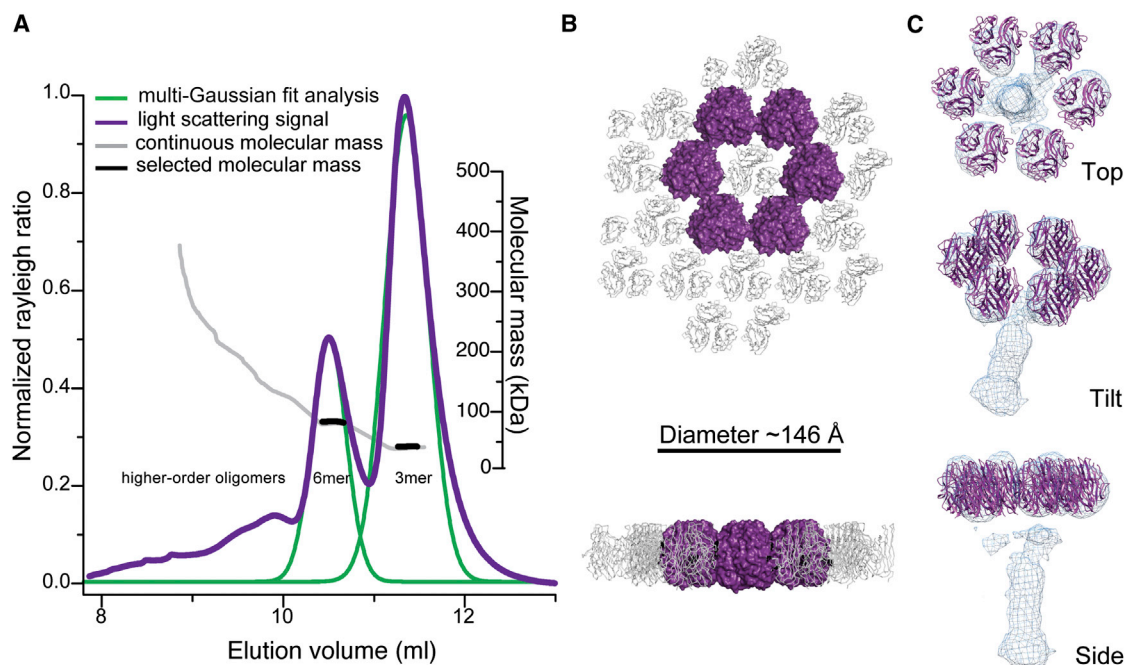 A
B
C
multi-Gaussian fit analysis
light scattering signal
continuous molecular mass
selected molecular mass
Normalized rayleigh ratio
1.0
0.8
0.6
0.4
0.2
0.0
500
400
300
200
100
0
Molecular mass (kDa)
higher-order oligomers
6mer
3mer
8
10
11
12
13
Elution volume (ml)
Diameter ~146 Å
Top
Tilt
Side